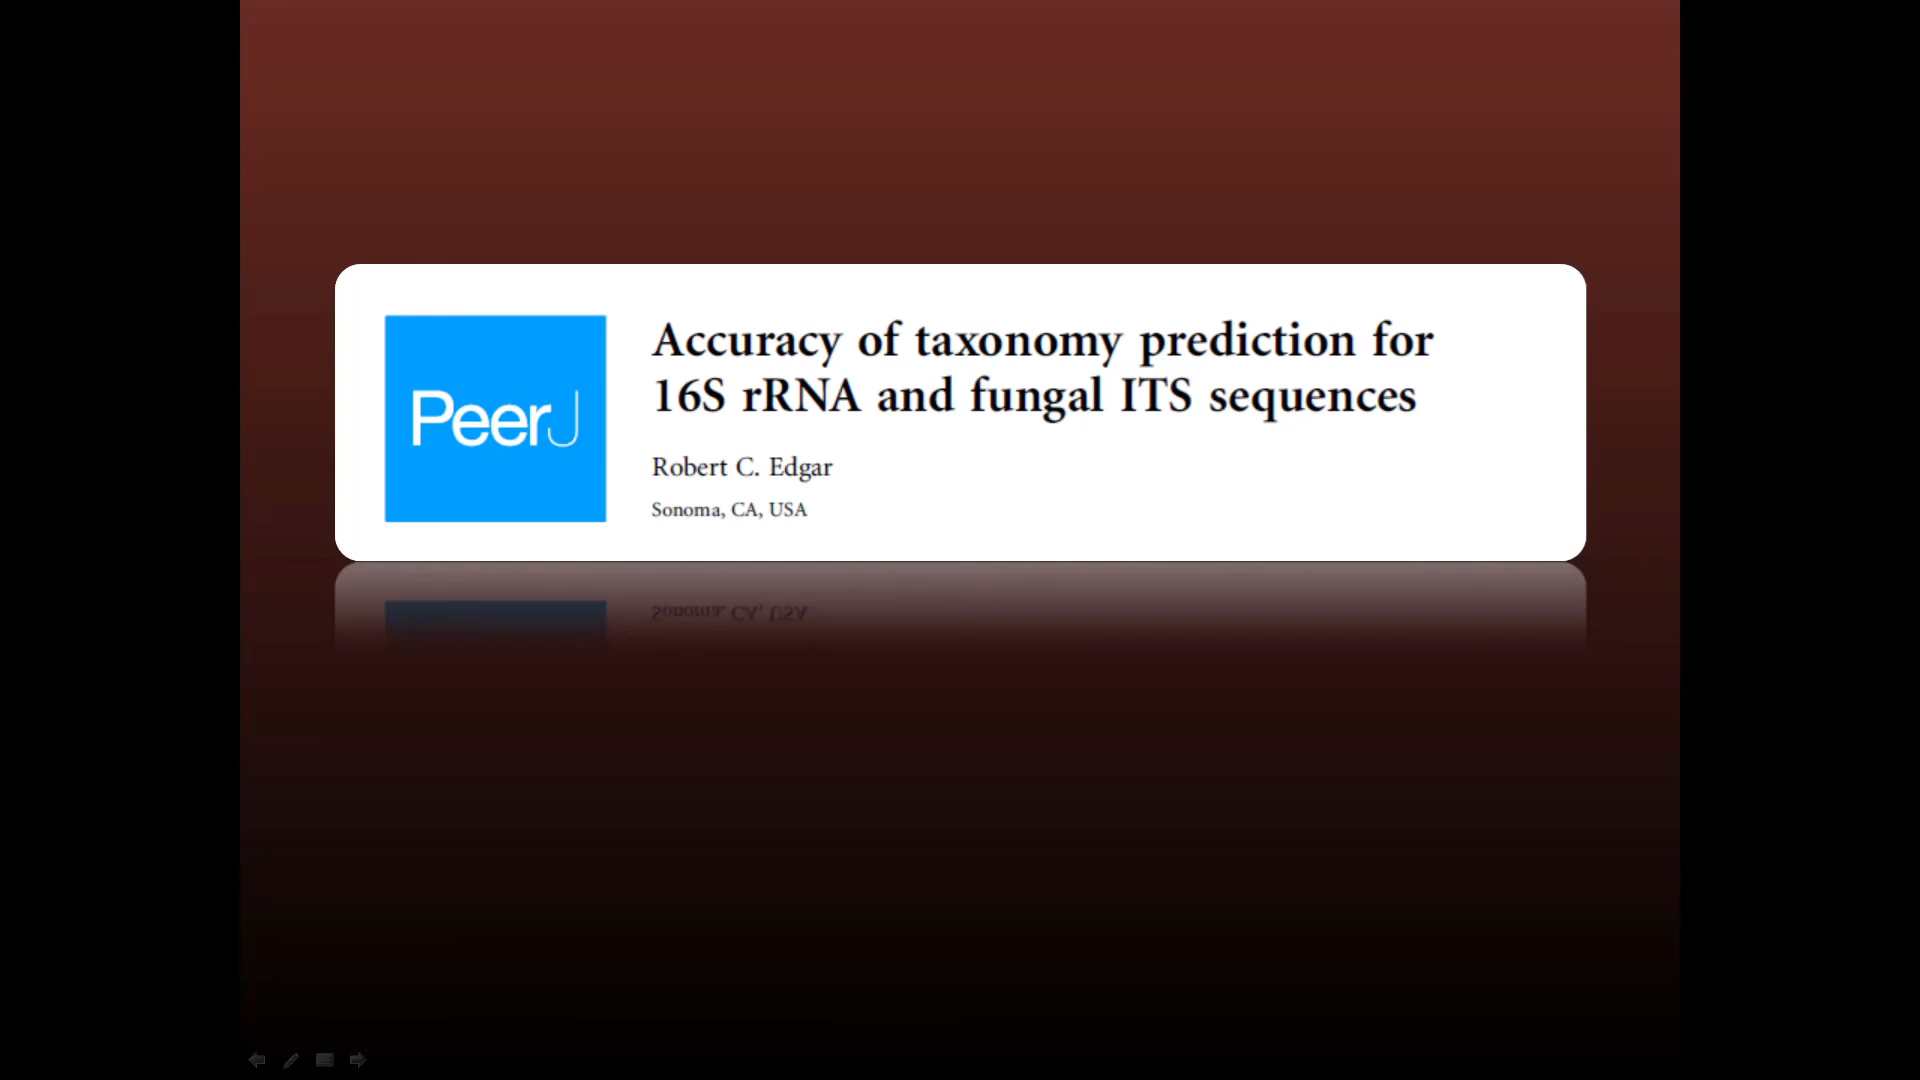 PeerJ
Accuracy of taxonomy prediction for
16S rRNA and fungal ITS sequences
Robert C. Edgar
Sonoma, CA, USA